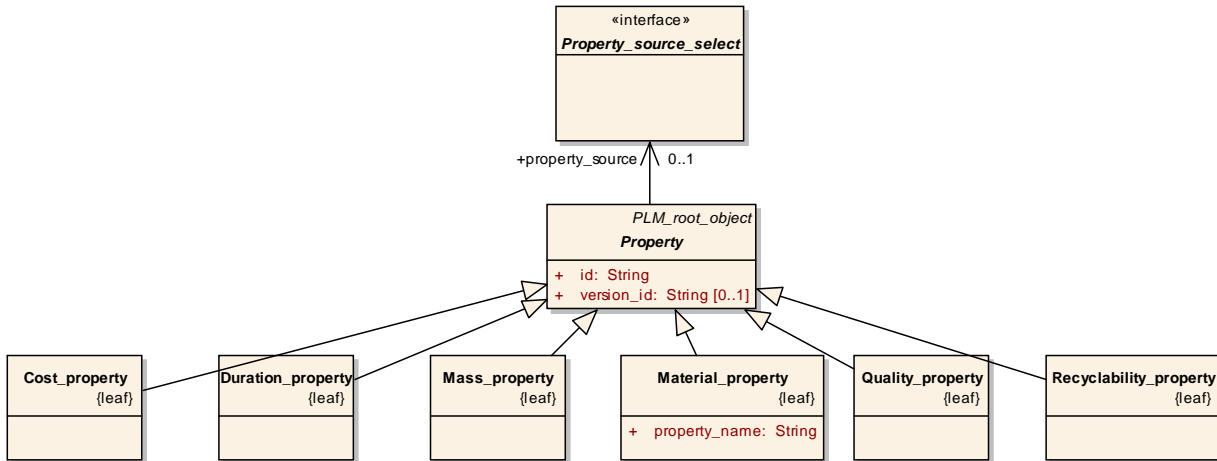 «interface»
Property_source_select
+property_source 0..1
PLM_root_object
Property
+ id: String
+ version_id: String [0..1]
Cost_property
{leaf}
Duration_property
{leaf}
Mass_property
{leaf}
Material_property
{leaf}
+ property_name: String
Quality_property
{leaf}
Recyclability_property
{leaf}